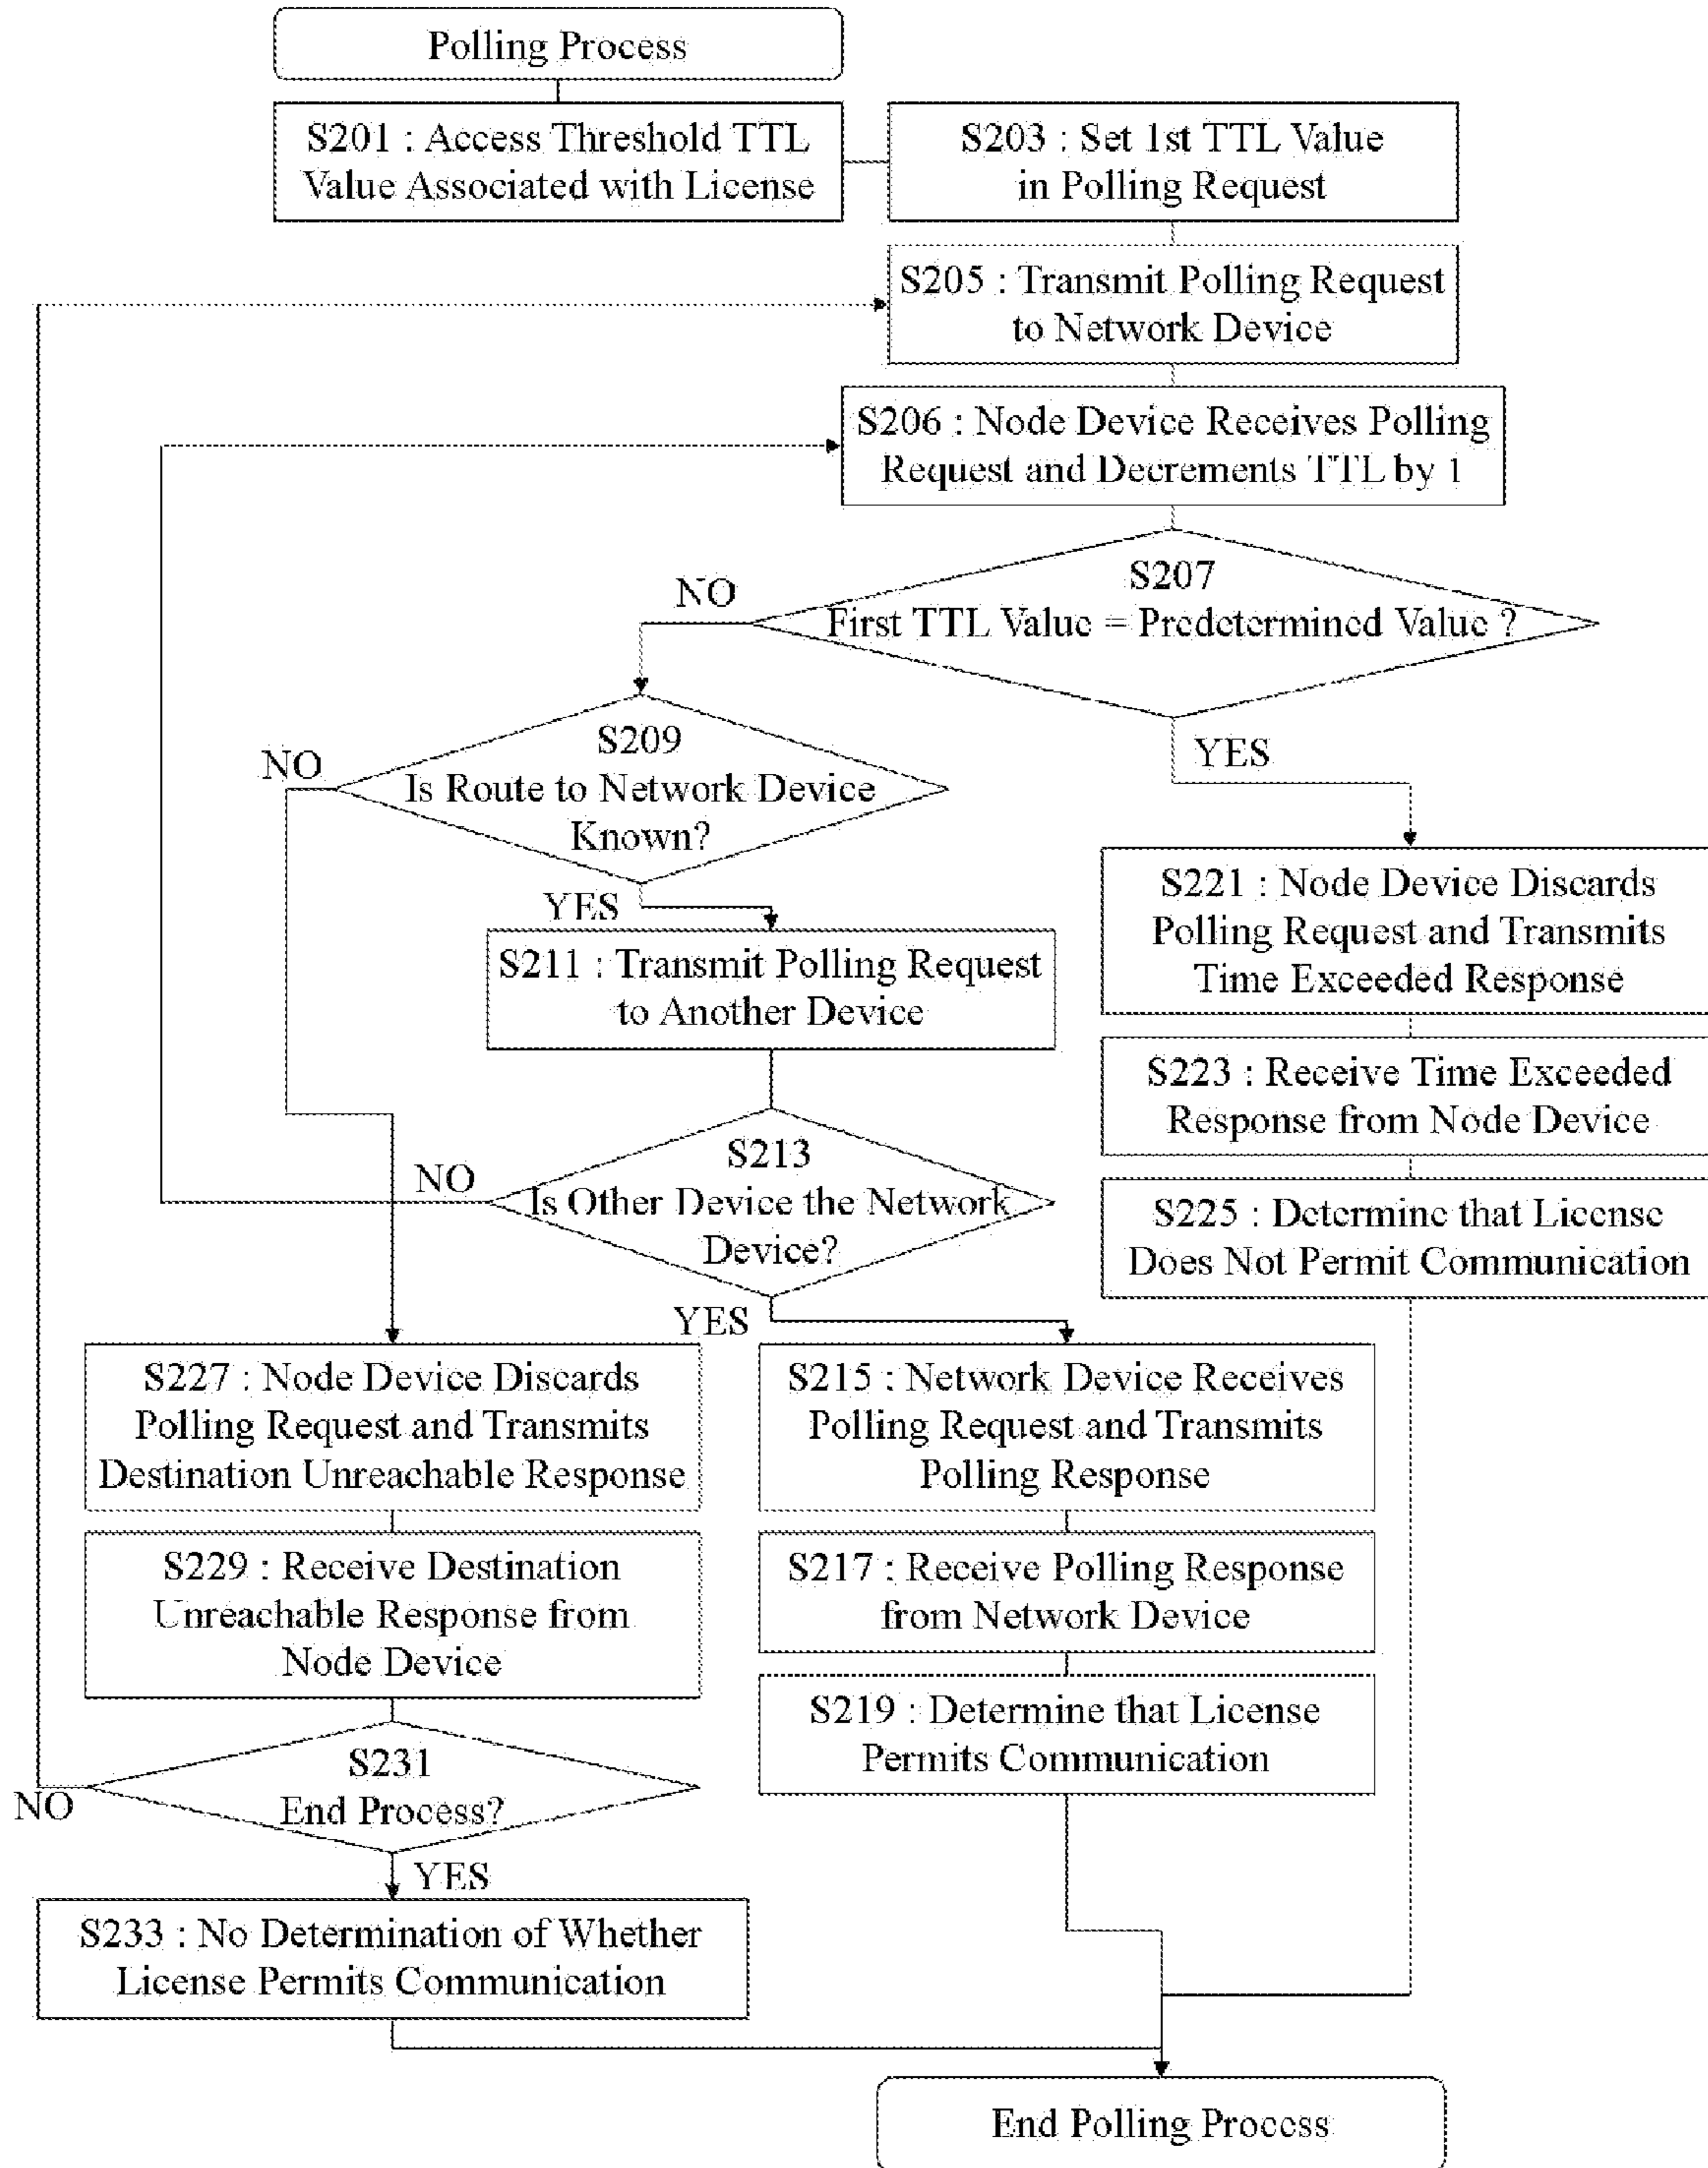 Polling Process
S201 : Access Threshold TTL
Value Associated with License
S203 : Set 1st TTL Value
in Polling Request
S205 : Transmit Polling Request
to Network Device
S206 : Node Device Receives Polling
Request and Decrements TTL by 1
S207
First TTL Value = Predetermined Value ?
NO
YES
S209
Is Route to Network Device
Known?
NO
YES
S211 : Transmit Polling Request
to Another Device
S221 : Node Device Discards
Polling Request and Transmits
Time Exceeded Response
S223 : Receive Time Exceeded
Response from Node Device
S225 : Determine that License
Does Not Permit Communication
S213
Is Other Device the Network
Device?
NO
YES
S227 : Node Device Discards
Polling Request and Transmits
Destination Unreachable Response
S215 : Network Device Receives
Polling Request and Transmits
Polling Response
S229 : Receive Destination
Unreachable Response from
Node Device
S217 : Receive Polling Response
from Network Device
S219 : Determine that License
Permits Communication
S231
End Process?
NO
YES
S233 : No Determination of Whether
License Permits Communication
End Polling Process